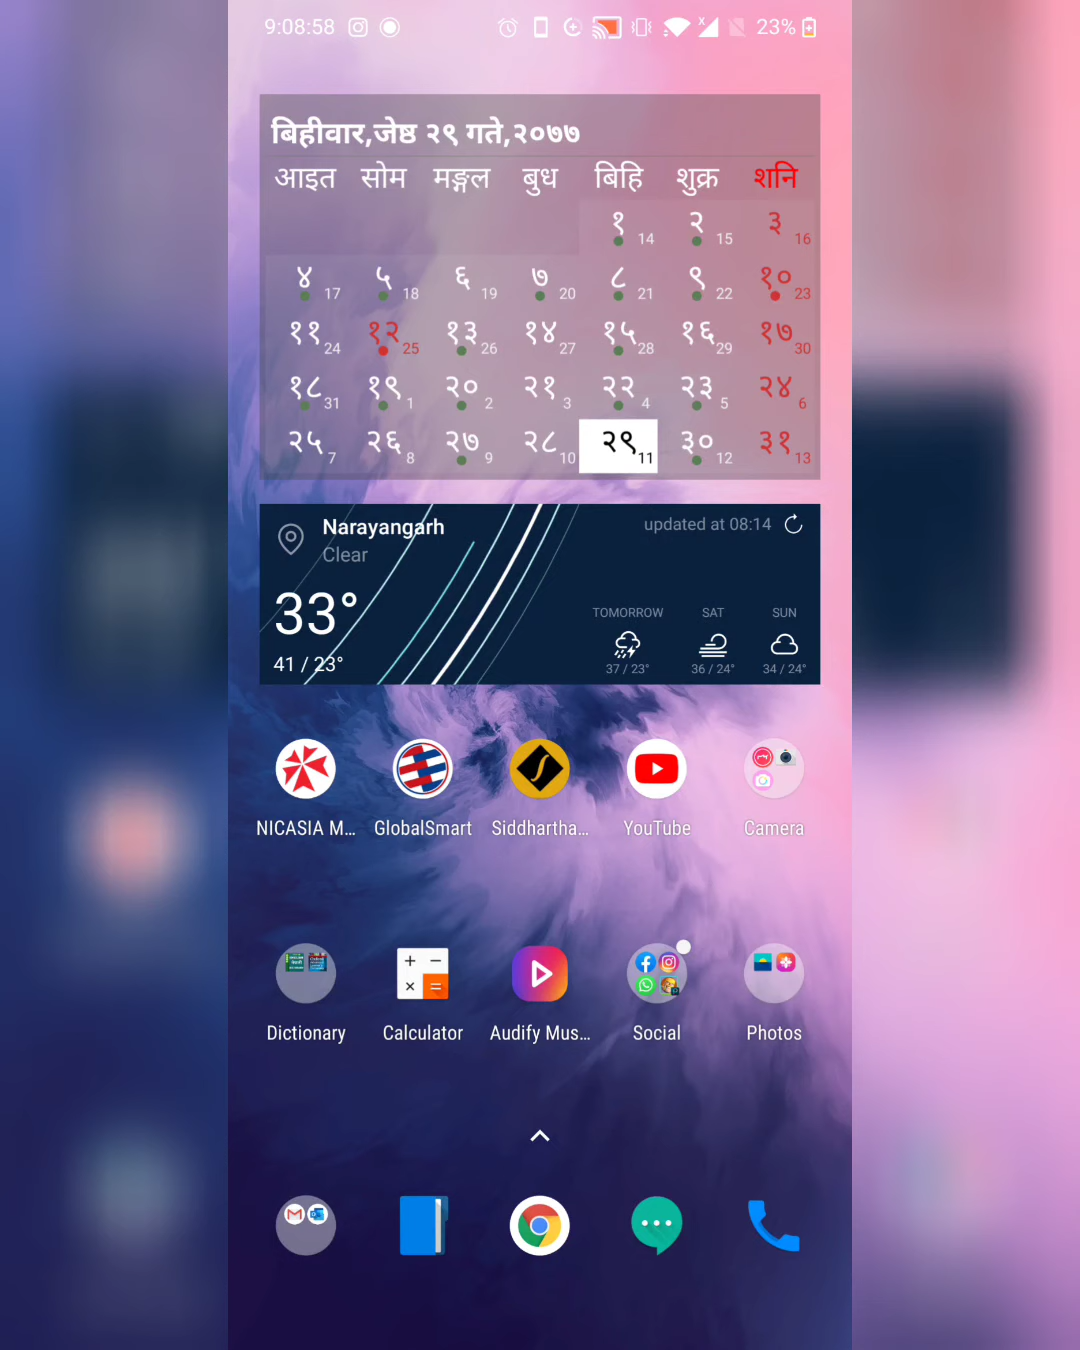 9:08:58 23%
बिहीवार,जेष्ठ २९ गते,२०७७
आइत सोम मङ्गल बुध बिहि शुक्र शनि
१ 14 २ 15 ३ 16
४ 17 ५ 18 ६ 19 ७ 20 ८ 21 ९ 22 १० 23
११ 24 १२ 25 १३ 26 १४ 27 १५ 28 १६ 29 १७ 30
१८ 31 १९ 1 २० 2 २१ 3 २२ 4 २३ 5 २४ 6
२५ 7 २६ 8 २७ 9 २८ 10 २९ 11 ३० 12 ३१ 13
Narayangarh updated at 08:14
Clear
33°
41 / 23°
TOMORROW SAT SUN
37 / 23° 36 / 24° 34 / 24°
NICASIA M... GlobalSmart Siddhartha... YouTube Camera
Dictionary Calculator Audify Mus... Social Photos